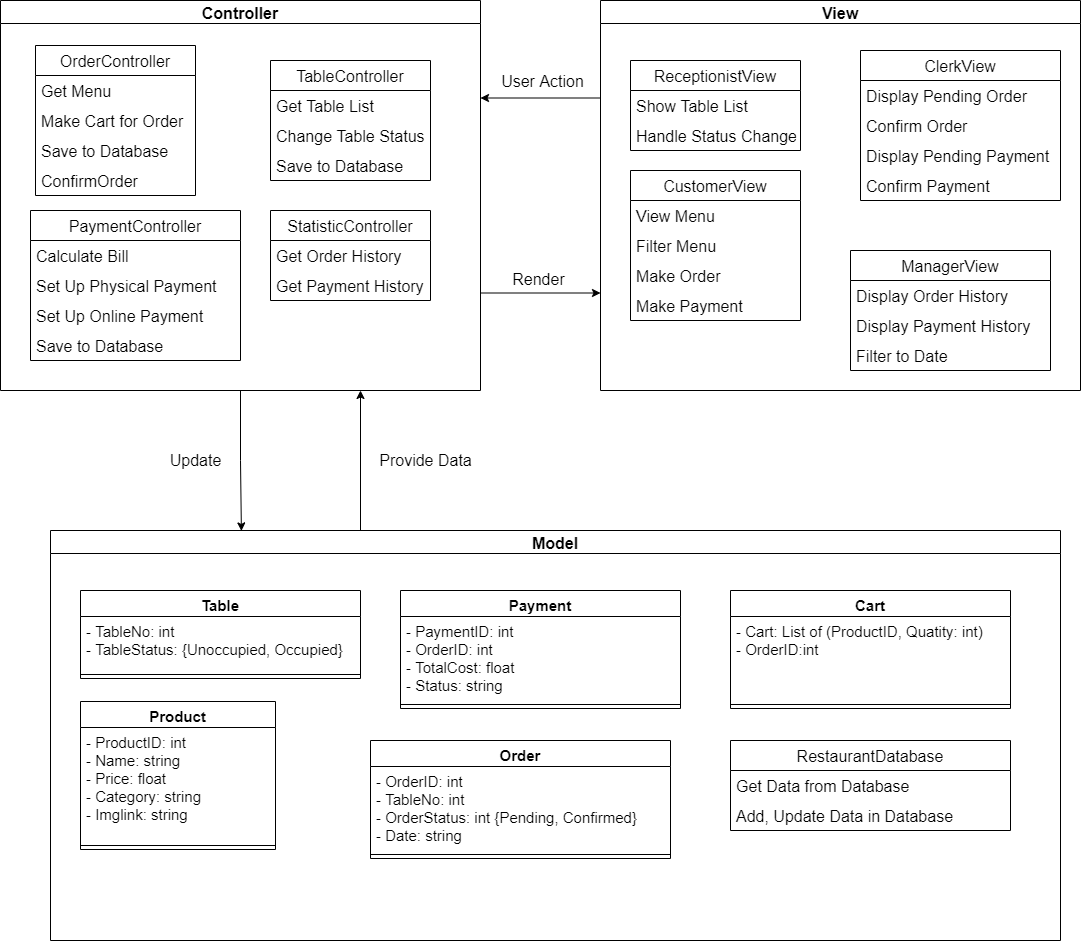 Controller
OrderController
Get Menu
Make Cart for Order
Save to Database
ConfirmOrder
TableController
Get Table List
Change Table Status
Save to Database
PaymentController
Calculate Bill
Set Up Physical Payment
Set Up Online Payment
Save to Database
StatisticController
Get Order History
Get Payment History
User Action
Render
View
ReceptionistView
Show Table List
Handle Status Change
ClerkView
Display Pending Order
Confirm Order
Display Pending Payment
Confirm Payment
CustomerView
View Menu
Filter Menu
Make Order
Make Payment
ManagerView
Display Order History
Display Payment History
Filter to Date
Update
Provide Data
Model
Table
- TableNo: int
- TableStatus: {Unoccupied, Occupied}
Payment
- PaymentID: int
- OrderID: int
- TotalCost: float
- Status: string
Cart
- Cart: List of (ProductID, Quatity: int)
- OrderID:int
Product
- ProductID: int
- Name: string
- Price: float
- Category: string
- Imglink: string
Order
- OrderID: int
- TableNo: int
- OrderStatus: int {Pending, Confirmed}
- Date: string
RestaurantDatabase
Get Data from Database
Add, Update Data in Database